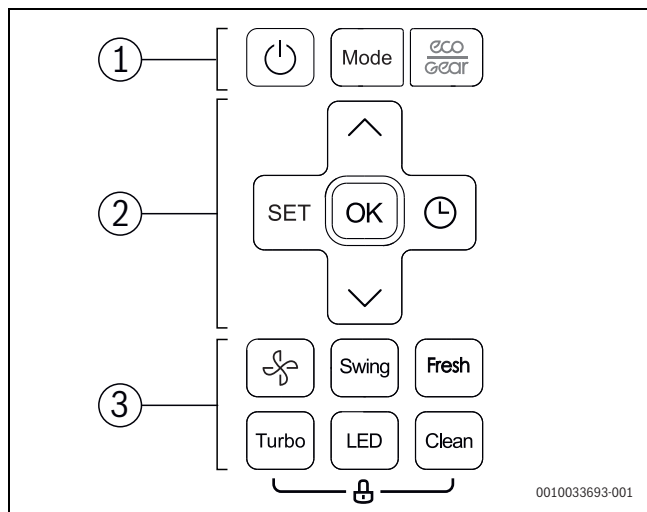 1
Mode
eco
Gear
2
SET
OK
3
Swing
Fresh
Turbo
LED
Clean
0010033693-001